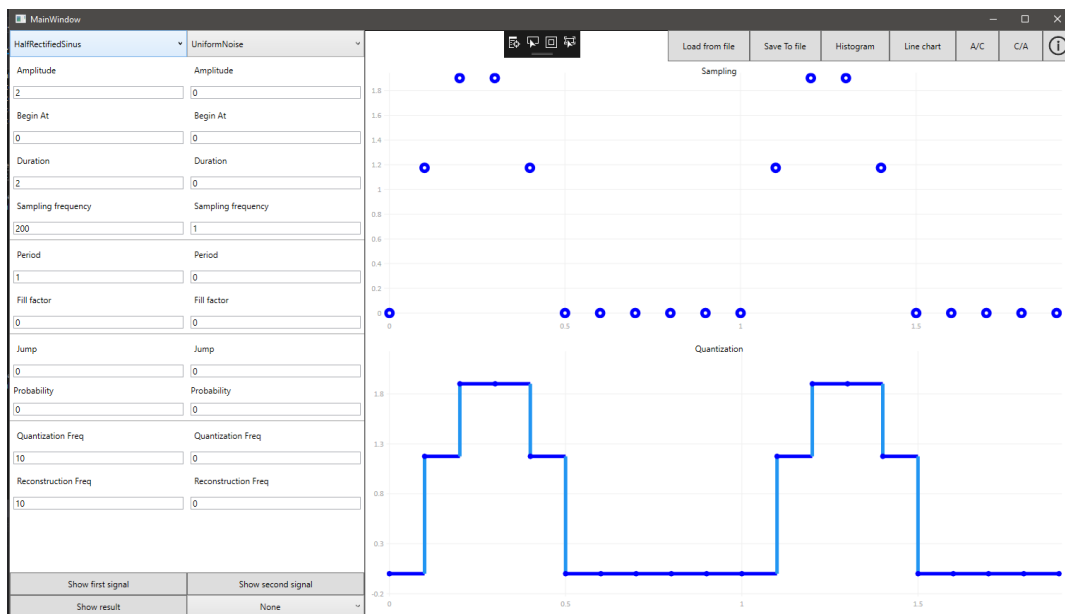 MainWindow
HalfRectifiedSinus UniformNoise
Load from file Save To file Histogram Line chart A/C C/A
Amplitude Amplitude
2 0
Begin At Begin At
0 0
Duration Duration
2 0
Sampling frequency Sampling frequency
200 1
Period Period
1 0
Fill factor Fill factor
0 0
Jump Jump
0 0
Probability Probability
0 0
Quantization Freq Quantization Freq
10 0
Reconstruction Freq Reconstruction Freq
10 0
Show first signal Show second signal
Show result None
Sampling
1.8
1.6
1.4
1.2
1
0.8
0.6
0.4
0.2
0
0 0.5 1 1.5
Quantization
1.8
1.3
0.8
0.3
-0.2
0 0.5 1 1.5